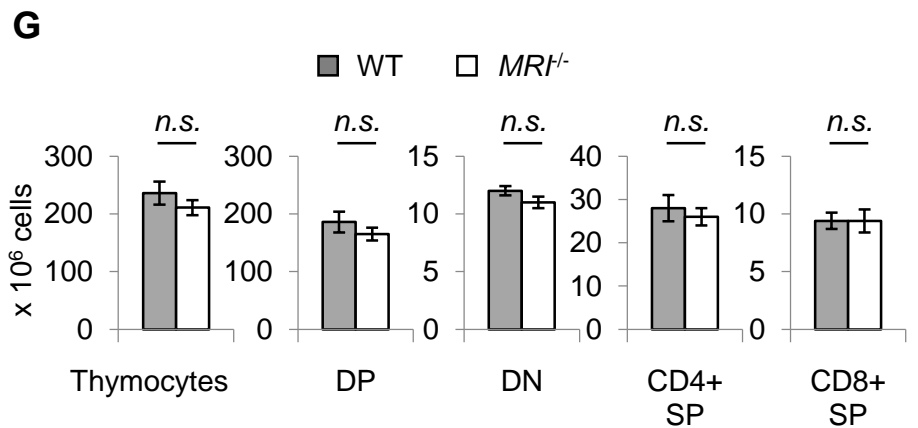 G
WT MRI-/-
n.s. n.s. n.s. n.s. n.s.
x 10⁶ cells
300 300 15 40 15
200 200 10 30 10
100 100 5 20 5
10
0 0 0 0 0
Thymocytes DP DN CD4+ SP CD8+ SP